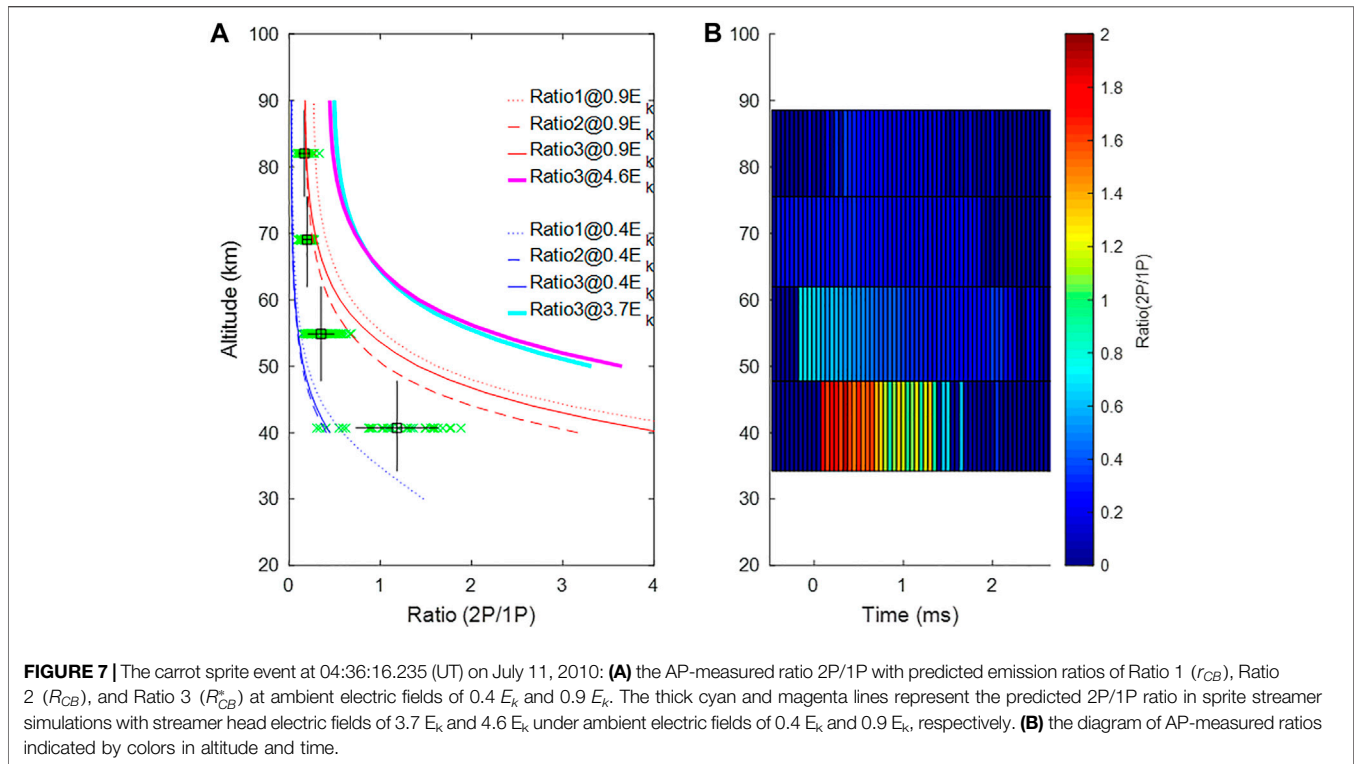 A
B
100
90
80
70
60
50
40
30
20
Altitude (km)
0 1 2 3 4
Ratio (2P/1P)
Ratio1@0.9E k
Ratio2@0.9E k
Ratio3@0.9E k
Ratio3@4.6E k
Ratio1@0.4E k
Ratio2@0.4E k
Ratio3@0.4E k
Ratio3@3.7E k
100
90
80
70
60
50
40
30
20
0 1 2
Time (ms)
2
1.8
1.6
1.4
1.2
1
0.8
0.6
0.4
0.2
0
Ratio(2P/1P)
FIGURE 7 | The carrot sprite event at 04:36:16.235 (UT) on July 11, 2010: (A) the AP-measured ratio 2P/1P with predicted emission ratios of Ratio 1 (r_CB), Ratio
2 (R_CB), and Ratio 3 (R*_CB) at ambient electric fields of 0.4 E_k and 0.9 E_k. The thick cyan and magenta lines represent the predicted 2P/1P ratio in sprite streamer
simulations with streamer head electric fields of 3.7 E_k and 4.6 E_k under ambient electric fields of 0.4 E_k and 0.9 E_k, respectively. (B) the diagram of AP-measured ratios
indicated by colors in altitude and time.